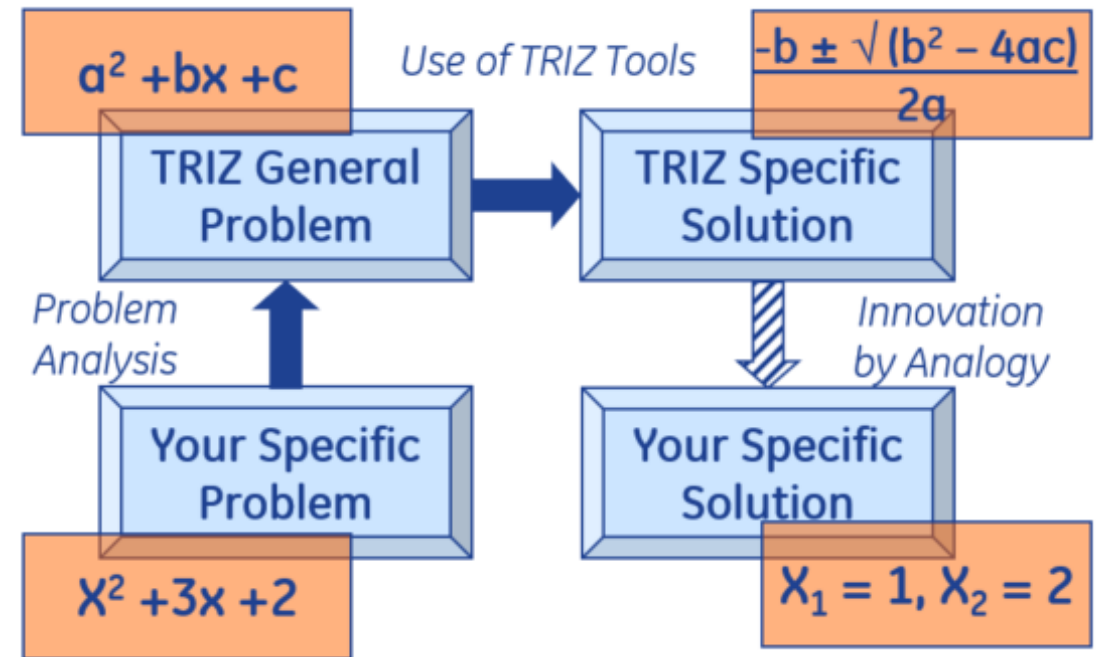 a² +bx +c
Use of TRIZ Tools
-b ± √ (b² – 4ac)
2a
TRIZ General
Problem
TRIZ Specific
Solution
Problem
Analysis
Innovation
by Analogy
Your Specific
Problem
Your Specific
Solution
X² +3x +2
X₁ = 1, X₂ = 2